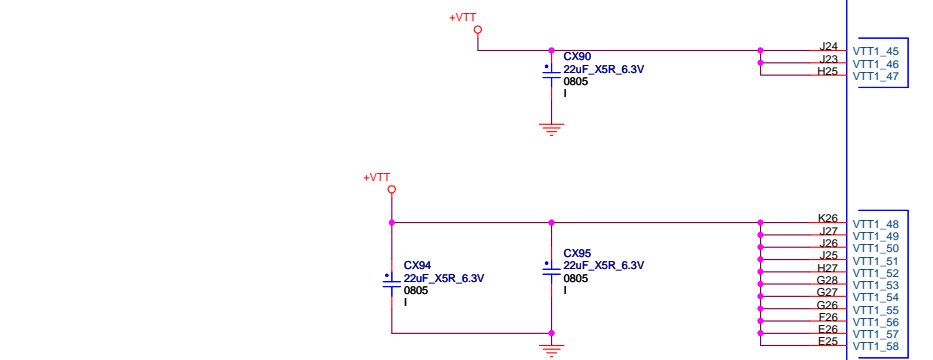 +VTT
CX90
22uF_X5R_6.3V
0805
I
J24 VTT1_45
J23 VTT1_46
H25 VTT1_47
+VTT
CX94
22uF_X5R_6.3V
0805
I
CX95
22uF_X5R_6.3V
0805
I
K26 VTT1_48
J27 VTT1_49
J26 VTT1_50
J25 VTT1_51
H27 VTT1_52
G28 VTT1_53
G27 VTT1_54
G26 VTT1_55
F26 VTT1_56
E26 VTT1_57
E25 VTT1_58